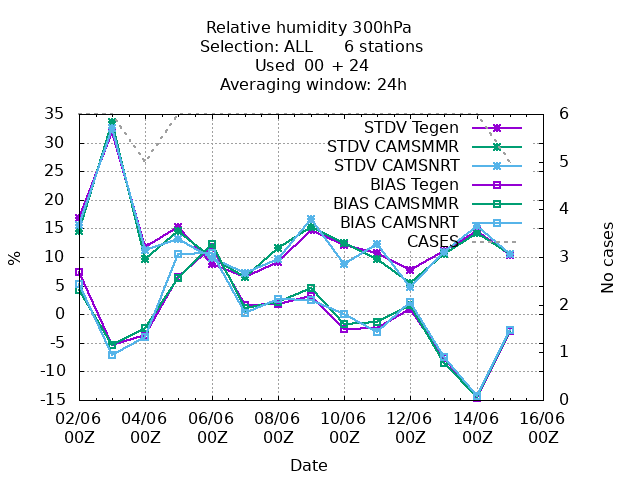 Relative humidity 300hPa
Selection: ALL 6 stations
Used 00 + 24
Averaging window: 24h
35
30
25
20
15
10
5
0
-5
-10
-15
%
STDV Tegen
STDV CAMSMMR
STDV CAMSNRT
BIAS Tegen
BIAS CAMSMMR
BIAS CAMSNRT
CASES
6
5
4
3
2
1
0
No cases
02/06 04/06 06/06 08/06 10/06 12/06 14/06 16/06
00Z 00Z 00Z 00Z 00Z 00Z 00Z 00Z
Date